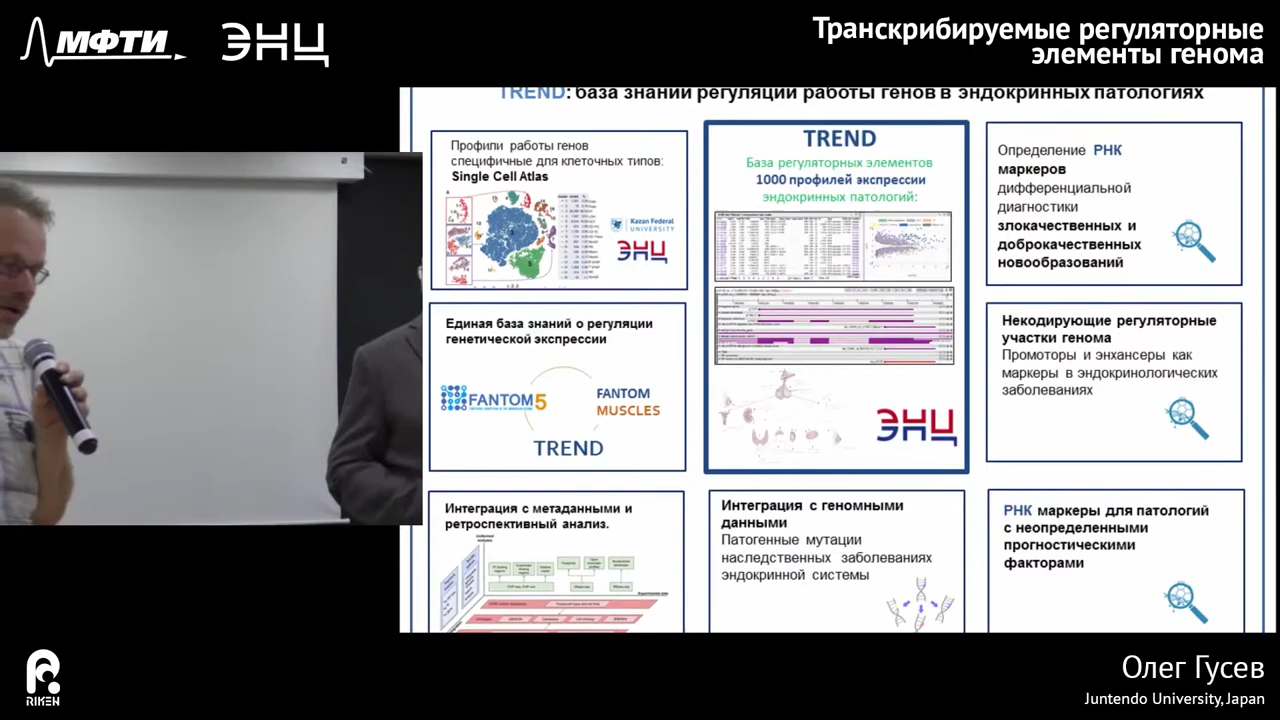 МФТИ
ЭНЦ
Транскрибируемые регуляторные
элементы генома
TREND: база знаний регуляции работы генов в эндокринных патологиях
Профили работы генов
специфичные для клеточных типов:
Single Cell Atlas
Kazan Federal
UNIVERSITY
ЭНЦ
Единая база знаний о регуляции
генетической экспрессии
FANTOM5
FANTOM
MUSCLES
TREND
Интеграция с метаданными и
ретроспективный анализ.
TREND
База регуляторных элементов
1000 профилей экспрессии
эндокринных патологий:
ЭНЦ
Интеграция с геномными
данными
Патогенные мутации
наследственных заболеваниях
эндокринной системы
Определение РНК
маркеров
дифференциальной
диагностики
злокачественных и
доброкачественных
новообразований
Некодирующие регуляторные
участки генома
Промоторы и энхансеры как
маркеры в эндокринологических
заболеваниях
РНК маркеры для патологий
с неопределенными
прогностическими
факторами
RIKEN
Олег Гусев
Juntendo University, Japan